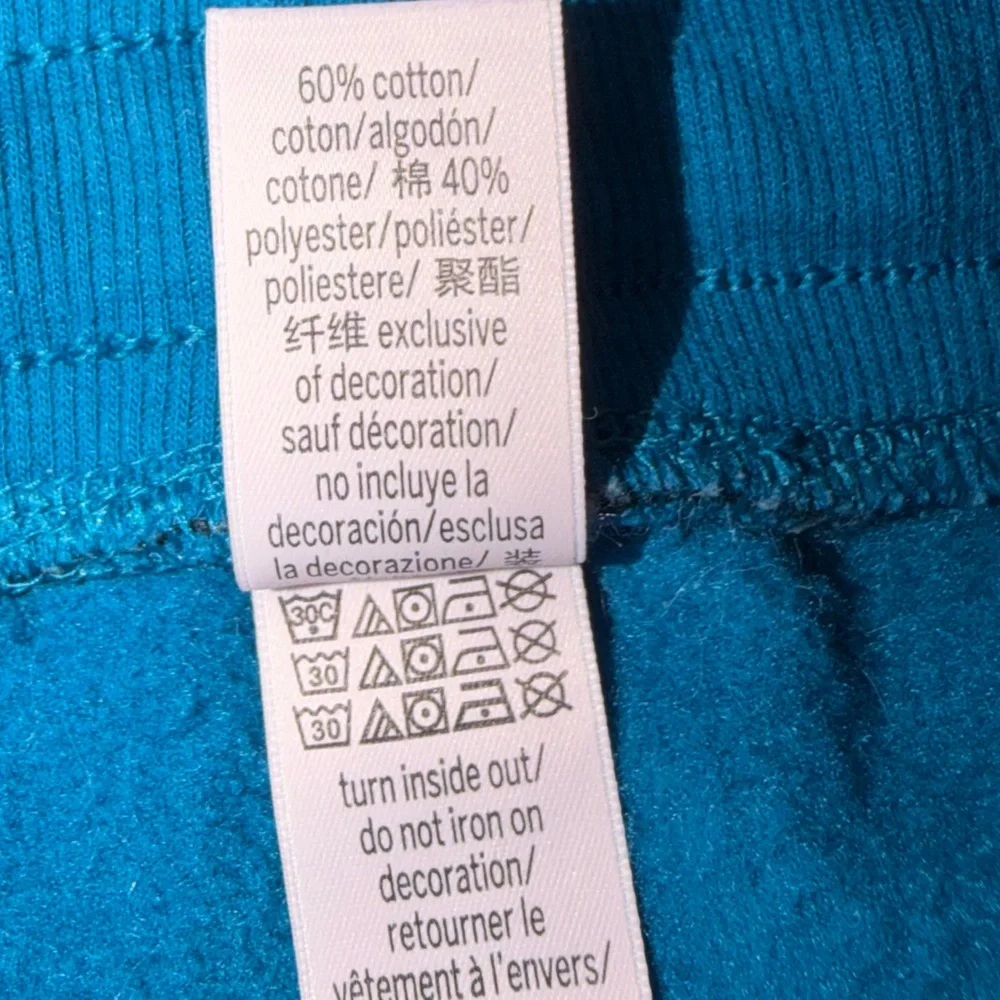 60% cotton/
coton/algodón/
cotone/ 棉 40%
polyester/poliéster/
poliestere/ 聚酯
纤维 exclusive
of decoration/
sauf décoration/
no incluye la
decoración/esclusa
la decorazione/ 装
30C
30
30
turn inside out/
do not iron on
decoration/
retourner le
vêtement à l'envers/